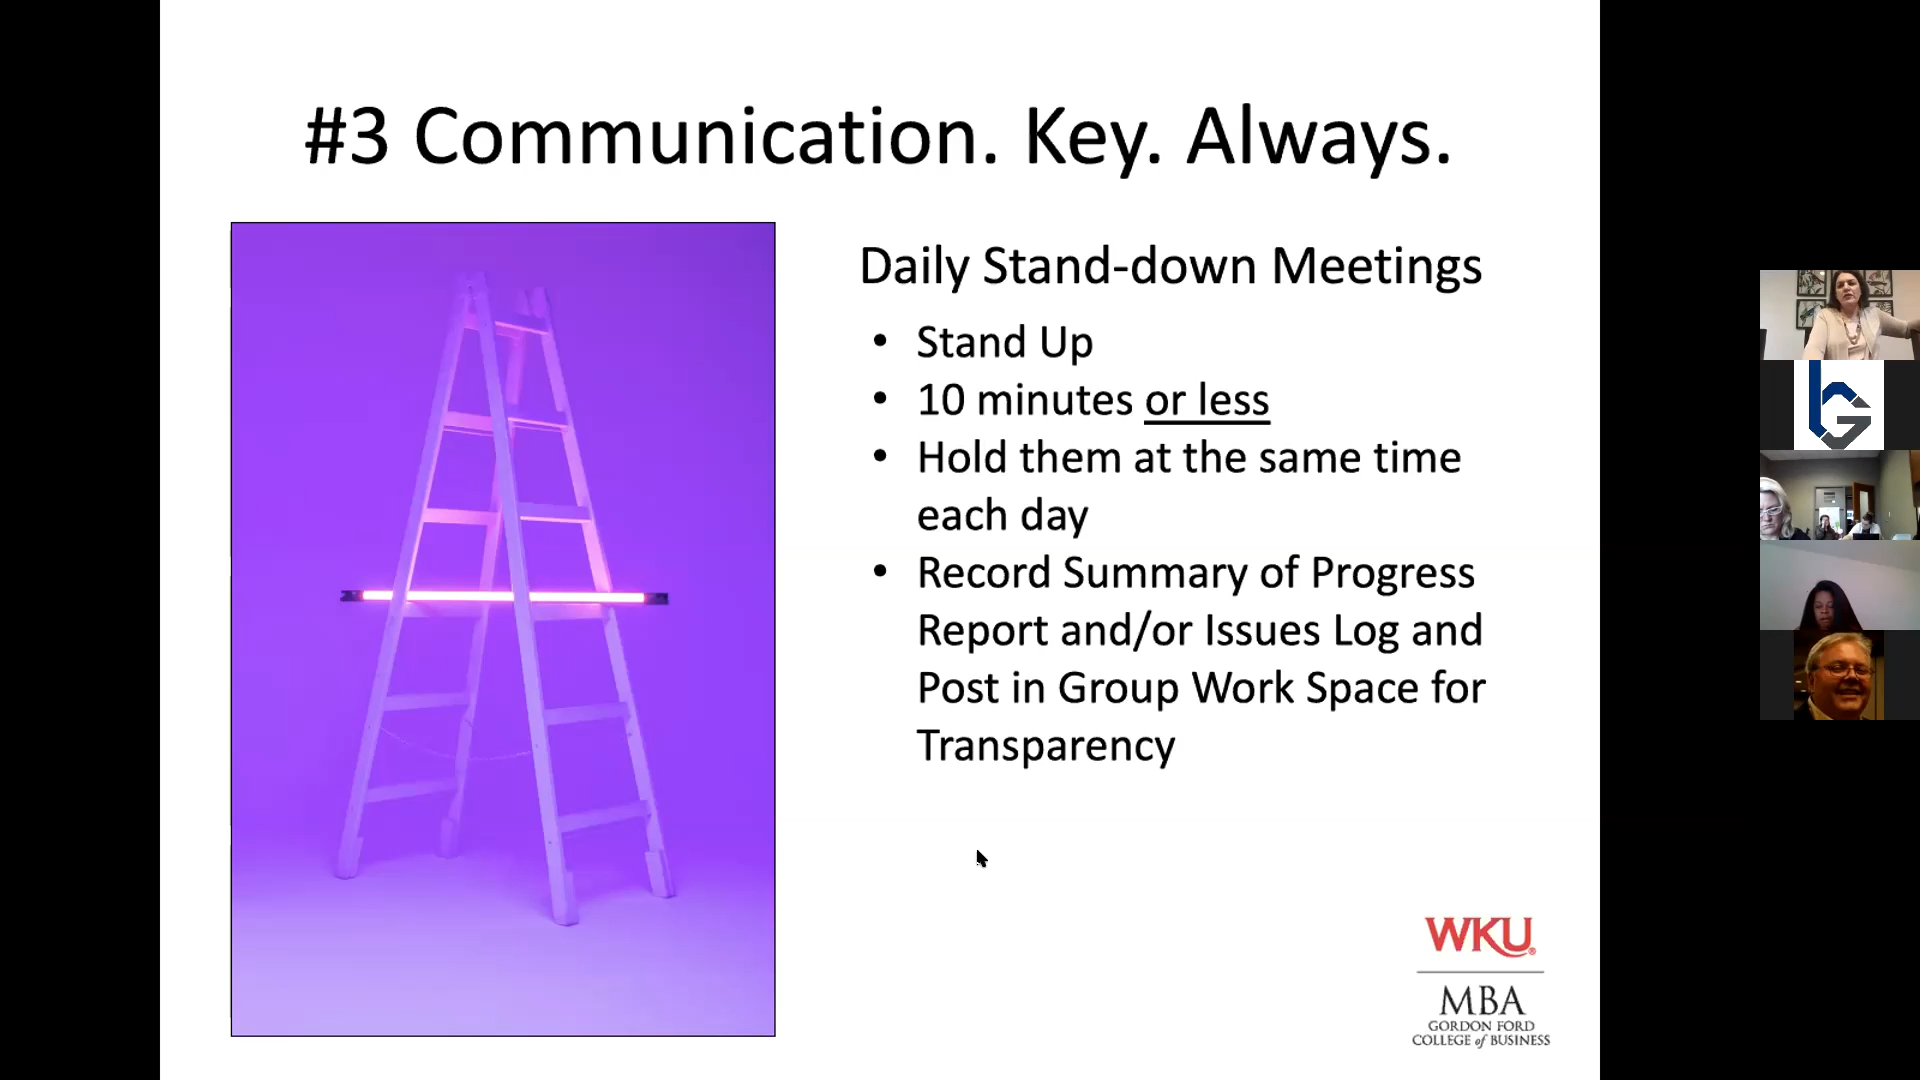 #3 Communication. Key. Always.
Daily Stand-down Meetings
• Stand Up
• 10 minutes or less
• Hold them at the same time
each day
• Record Summary of Progress
Report and/or Issues Log and
Post in Group Work Space for
Transparency
WKU®
MBA
GORDON FORD
COLLEGE of BUSINESS
bG